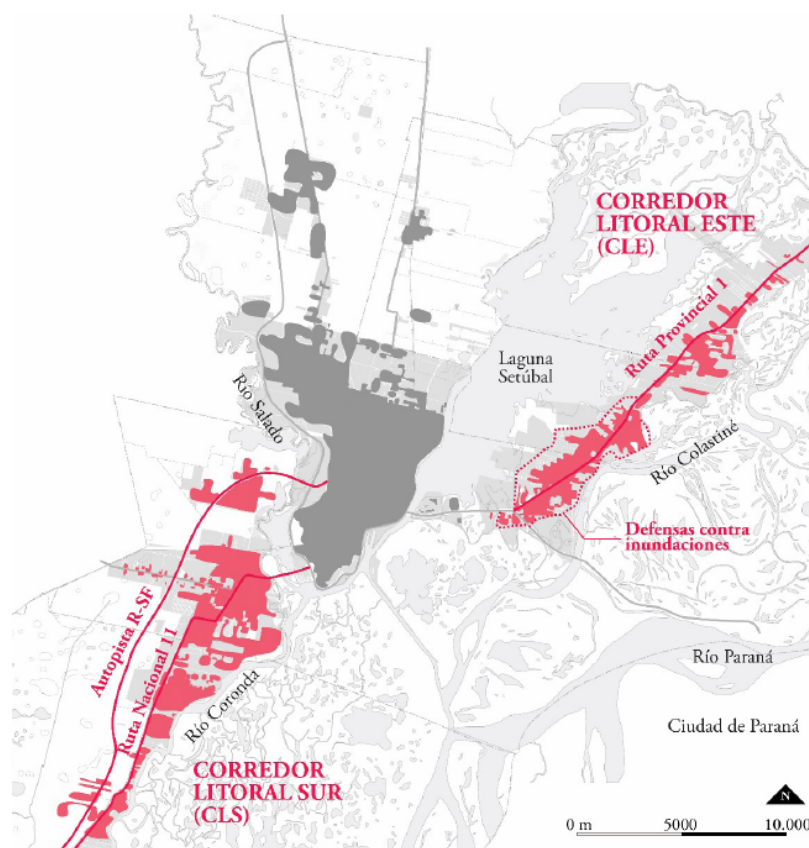 CORREDOR
LITORAL ESTE
(CLE)
Ruta Provincial 1
Laguna
Setúbal
Río Salado
Río Colastiné
Defensas contra
inundaciones
Autopista R-SF
Ruta Nacional 11
Río Coronda
Río Paraná
Ciudad de Paraná
CORREDOR
LITORAL SUR
(CLS)
N
0 m 5000 10.000